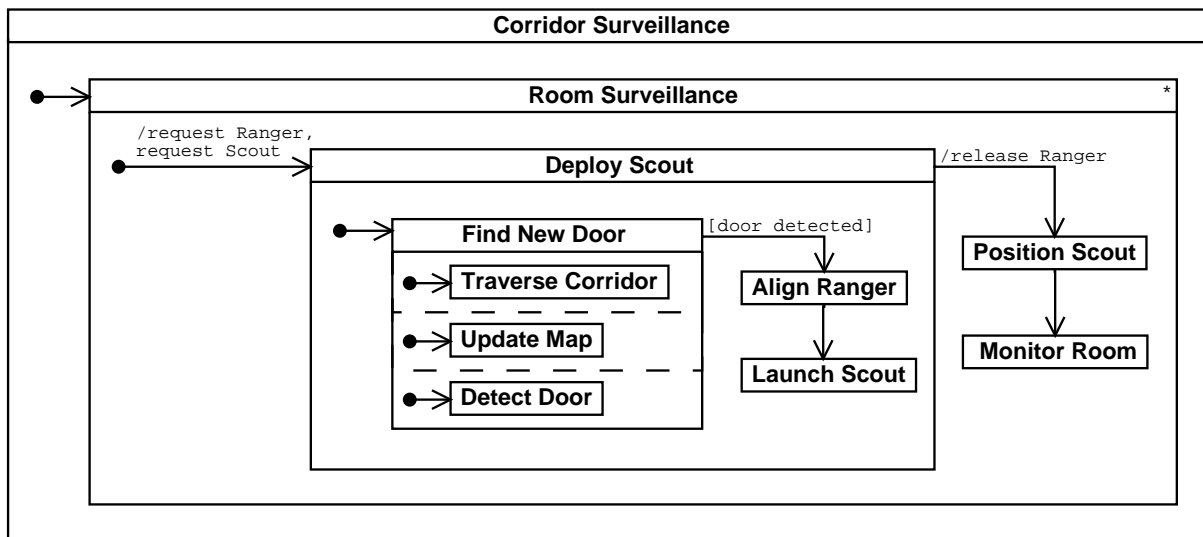 Corridor Surveillance
Room Surveillance
*
/request Ranger,
request Scout
Deploy Scout
/release Ranger
Find New Door
[door detected]
Position Scout
Traverse Corridor
Align Ranger
Update Map
Monitor Room
Launch Scout
Detect Door